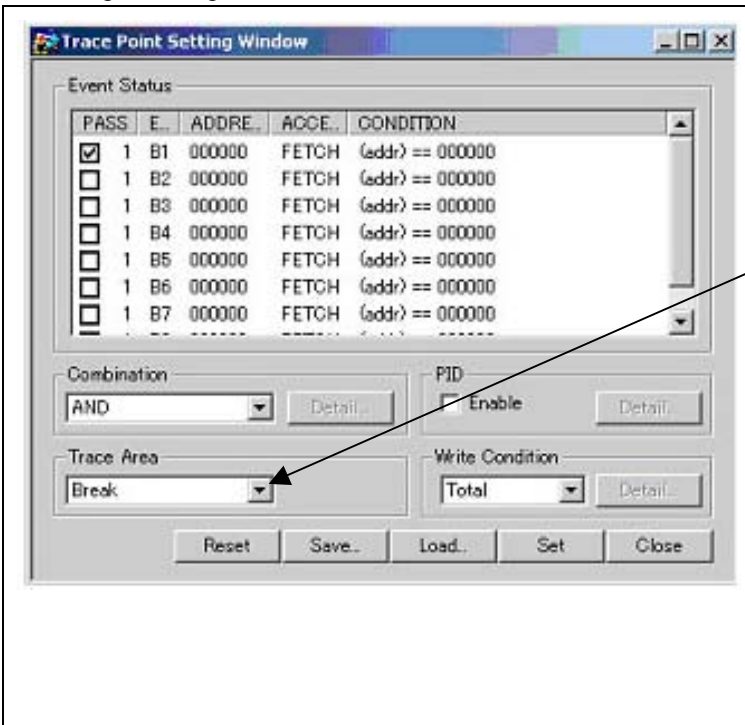 Trace Point Setting Window
Event Status
PASS E.. ADDRE.. ACCE.. CONDITION
1 B1 000000 FETCH (addr) == 000000
1 B2 000000 FETCH (addr) == 000000
1 B3 000000 FETCH (addr) == 000000
1 B4 000000 FETCH (addr) == 000000
1 B5 000000 FETCH (addr) == 000000
1 B6 000000 FETCH (addr) == 000000
1 B7 000000 FETCH (addr) == 000000
Combination
AND Detail...
PID
Enable Detail...
Trace Area
Break
Write Condition
Total Detail...
Reset Save.. Load.. Set Close